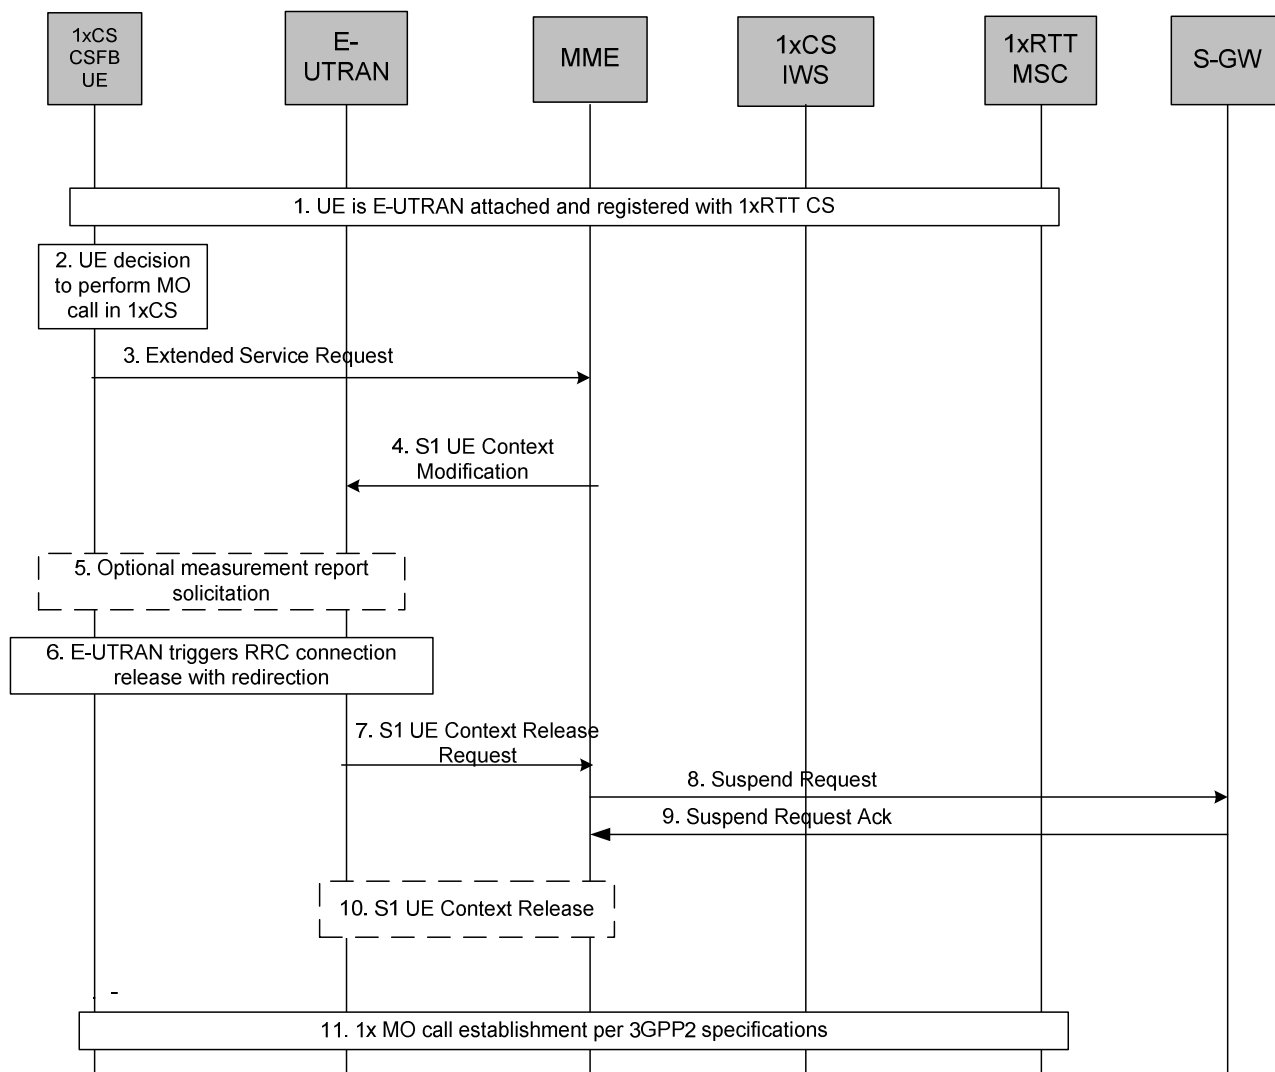 1xCS
CSFB
UE
E-
UTRAN
MME
1xCS
IWS
1xRTT
MSC
S-GW
1. UE is E-UTRAN attached and registered with 1xRTT CS
2. UE decision
to perform MO
call in 1xCS
3. Extended Service Request
4. S1 UE Context
Modification
5. Optional measurement report
solicitation
6. E-UTRAN triggers RRC connection
release with redirection
7. S1 UE Context Release
Request
8. Suspend Request
9. Suspend Request Ack
10. S1 UE Context Release
. -
11. 1x MO call establishment per 3GPP2 specifications